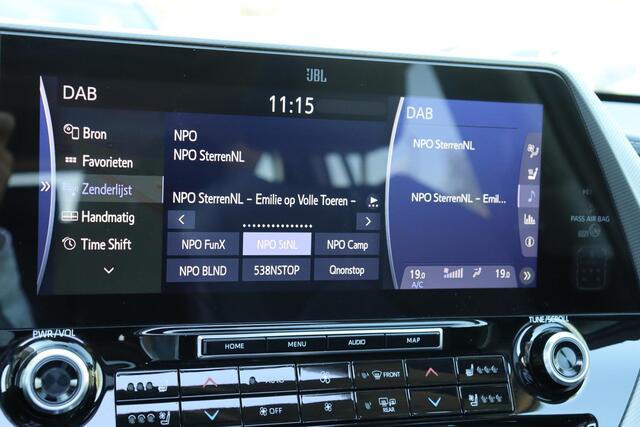 JBL
DAB
11:15
DAB
Bron
Favorieten
Zenderlijst
Handmatig
Time Shift
NPO
NPO SterrenNL
NPO SterrenNL – Emilie op Volle Toeren –
NPO FunX
NPO StNL
NPO Camp
NPO BLND
538NSTOP
Qnonstop
NPO SterrenNL
NPO SterrenNL – Emil...
19.0
19.0
A/C
PASS AIR BAG
PWR/VOL
TUNE/SCROLL
HOME
MENU
AUDIO
MAP
AUTO
FRONT
OFF
REAR